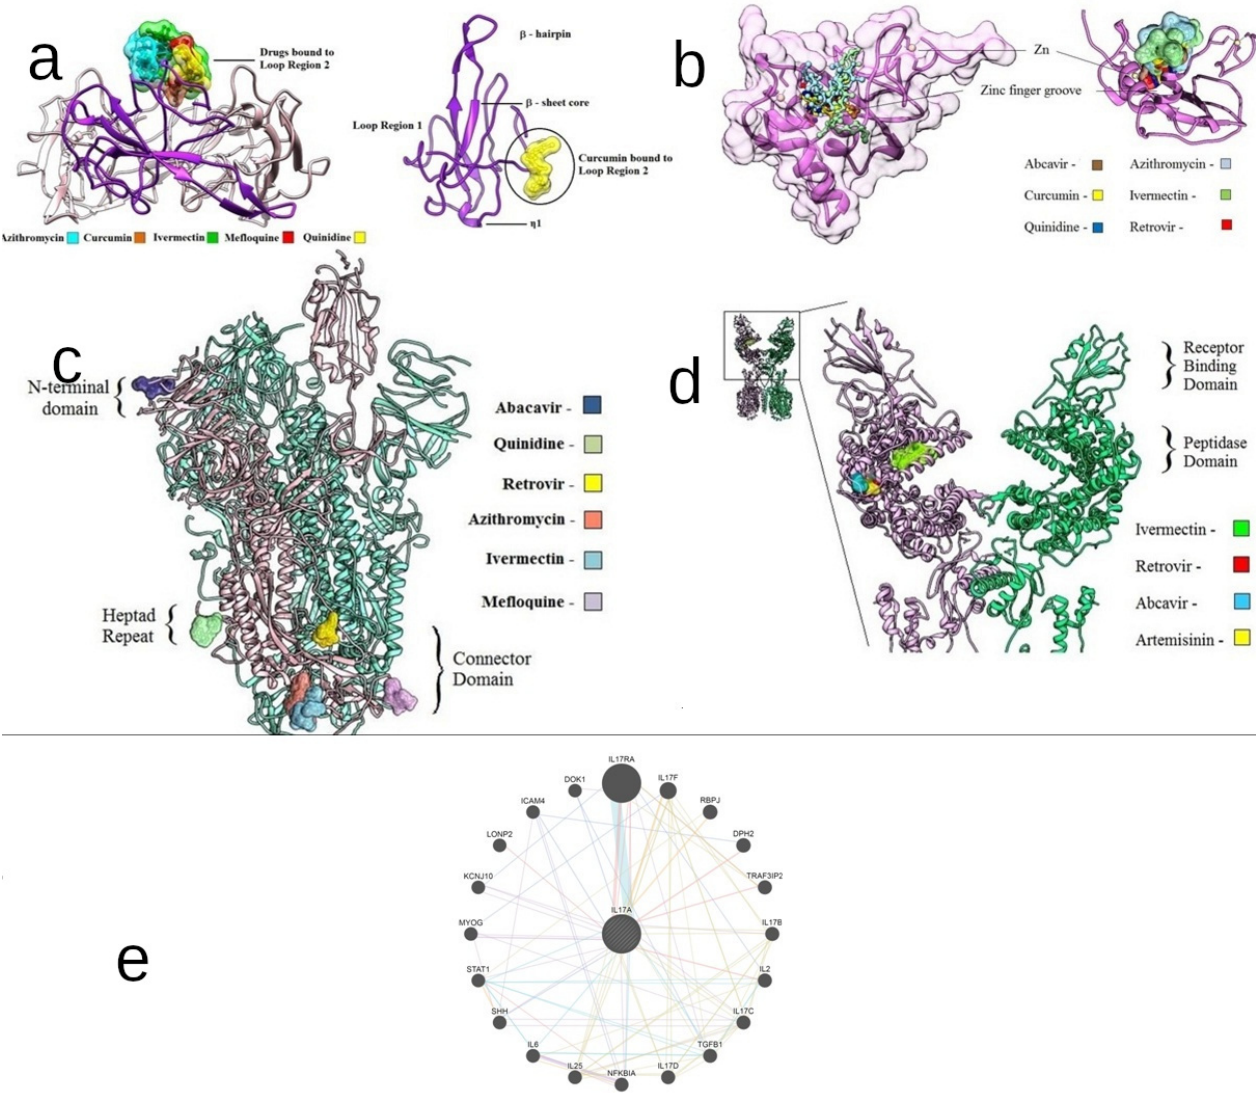 a
Drugs bound to
Loop Region 2
β - hairpin
β - sheet core
Loop Region 1
Curcumin bound to
Loop Region 2
η1
Azithromycin Curcumin Ivermectin Mefloquine Quinidine
b
Zn
Zinc finger groove
Abcavir - Azithromycin -
Curcumin - Ivermectin -
Quinidine - Retrovir -
c
N-terminal
domain
Abacavir -
Quinidine -
Retrovir -
Azithromycin -
Ivermectin -
Mefloquine -
Heptad
Repeat
Connector
Domain
d
Receptor
Binding
Domain
Peptidase
Domain
Ivermectin -
Retrovir -
Abcavir -
Artemisinin -
e
IL17RA
DOK1
IL17F
ICAM4
RBPJ
LONP2
DPH2
KCNJ10
TRAF3IP2
IL17A
MYOG
IL17B
STAT1
IL2
SHH
IL17C
IL6
TGFB1
IL25
IL17D
NFKBIA